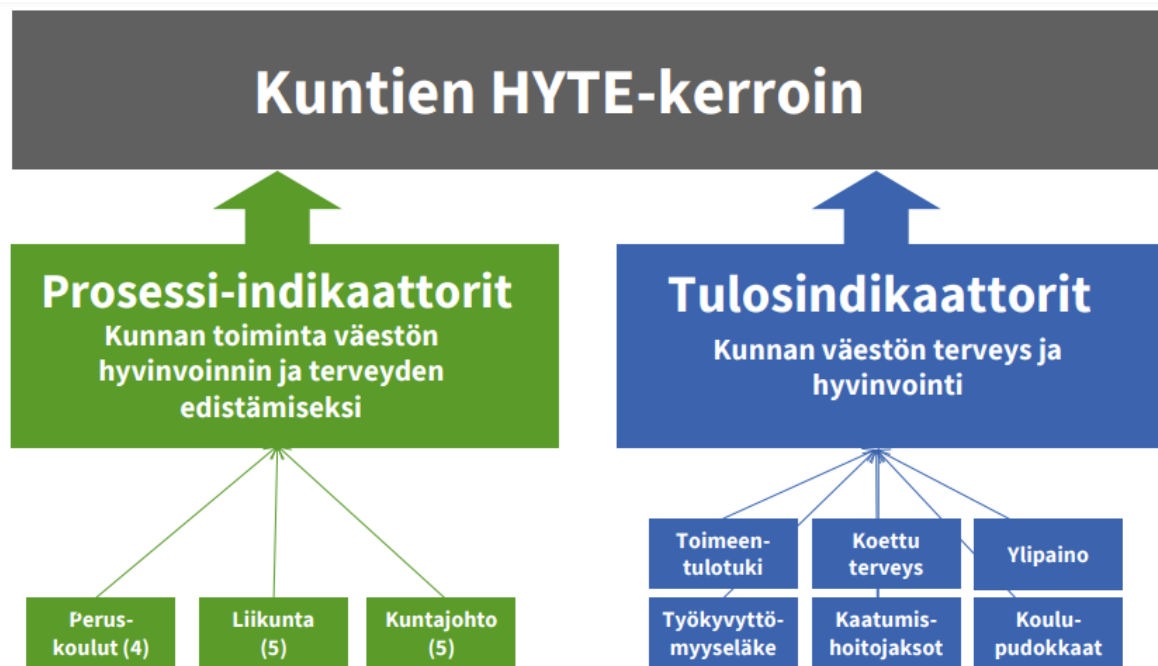 Kuntien HYTE-kerroin
Prosessi-indikaattorit
Kunnan toiminta väestön
hyvinvoinnin ja terveyden
edistämiseksi
Tulosindikaattorit
Kunnan väestön terveys ja
hyvinvointi
Perus-
koulut (4)
Liikunta
(5)
Kuntajohto
(5)
Toimeen-
tulotuki
Koettu
terveys
Ylipaino
Työkyvyttö-
myyseläke
Kaatumis-
hoitojaksot
Koulu-
pudokkaat